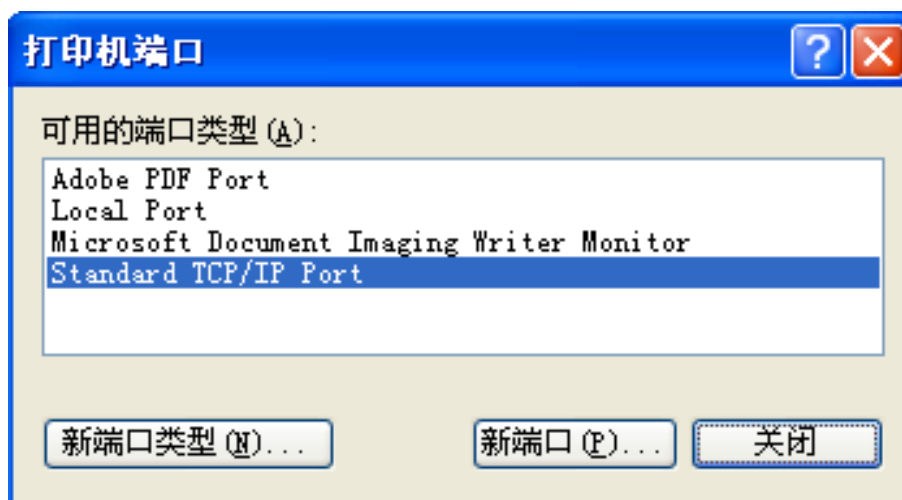 打印机端口
可用的端口类型(A):
Adobe PDF Port
Local Port
Microsoft Document Imaging Writer Monitor
Standard TCP/IP Port
新端口类型(N)... 新端口(P)... 关闭